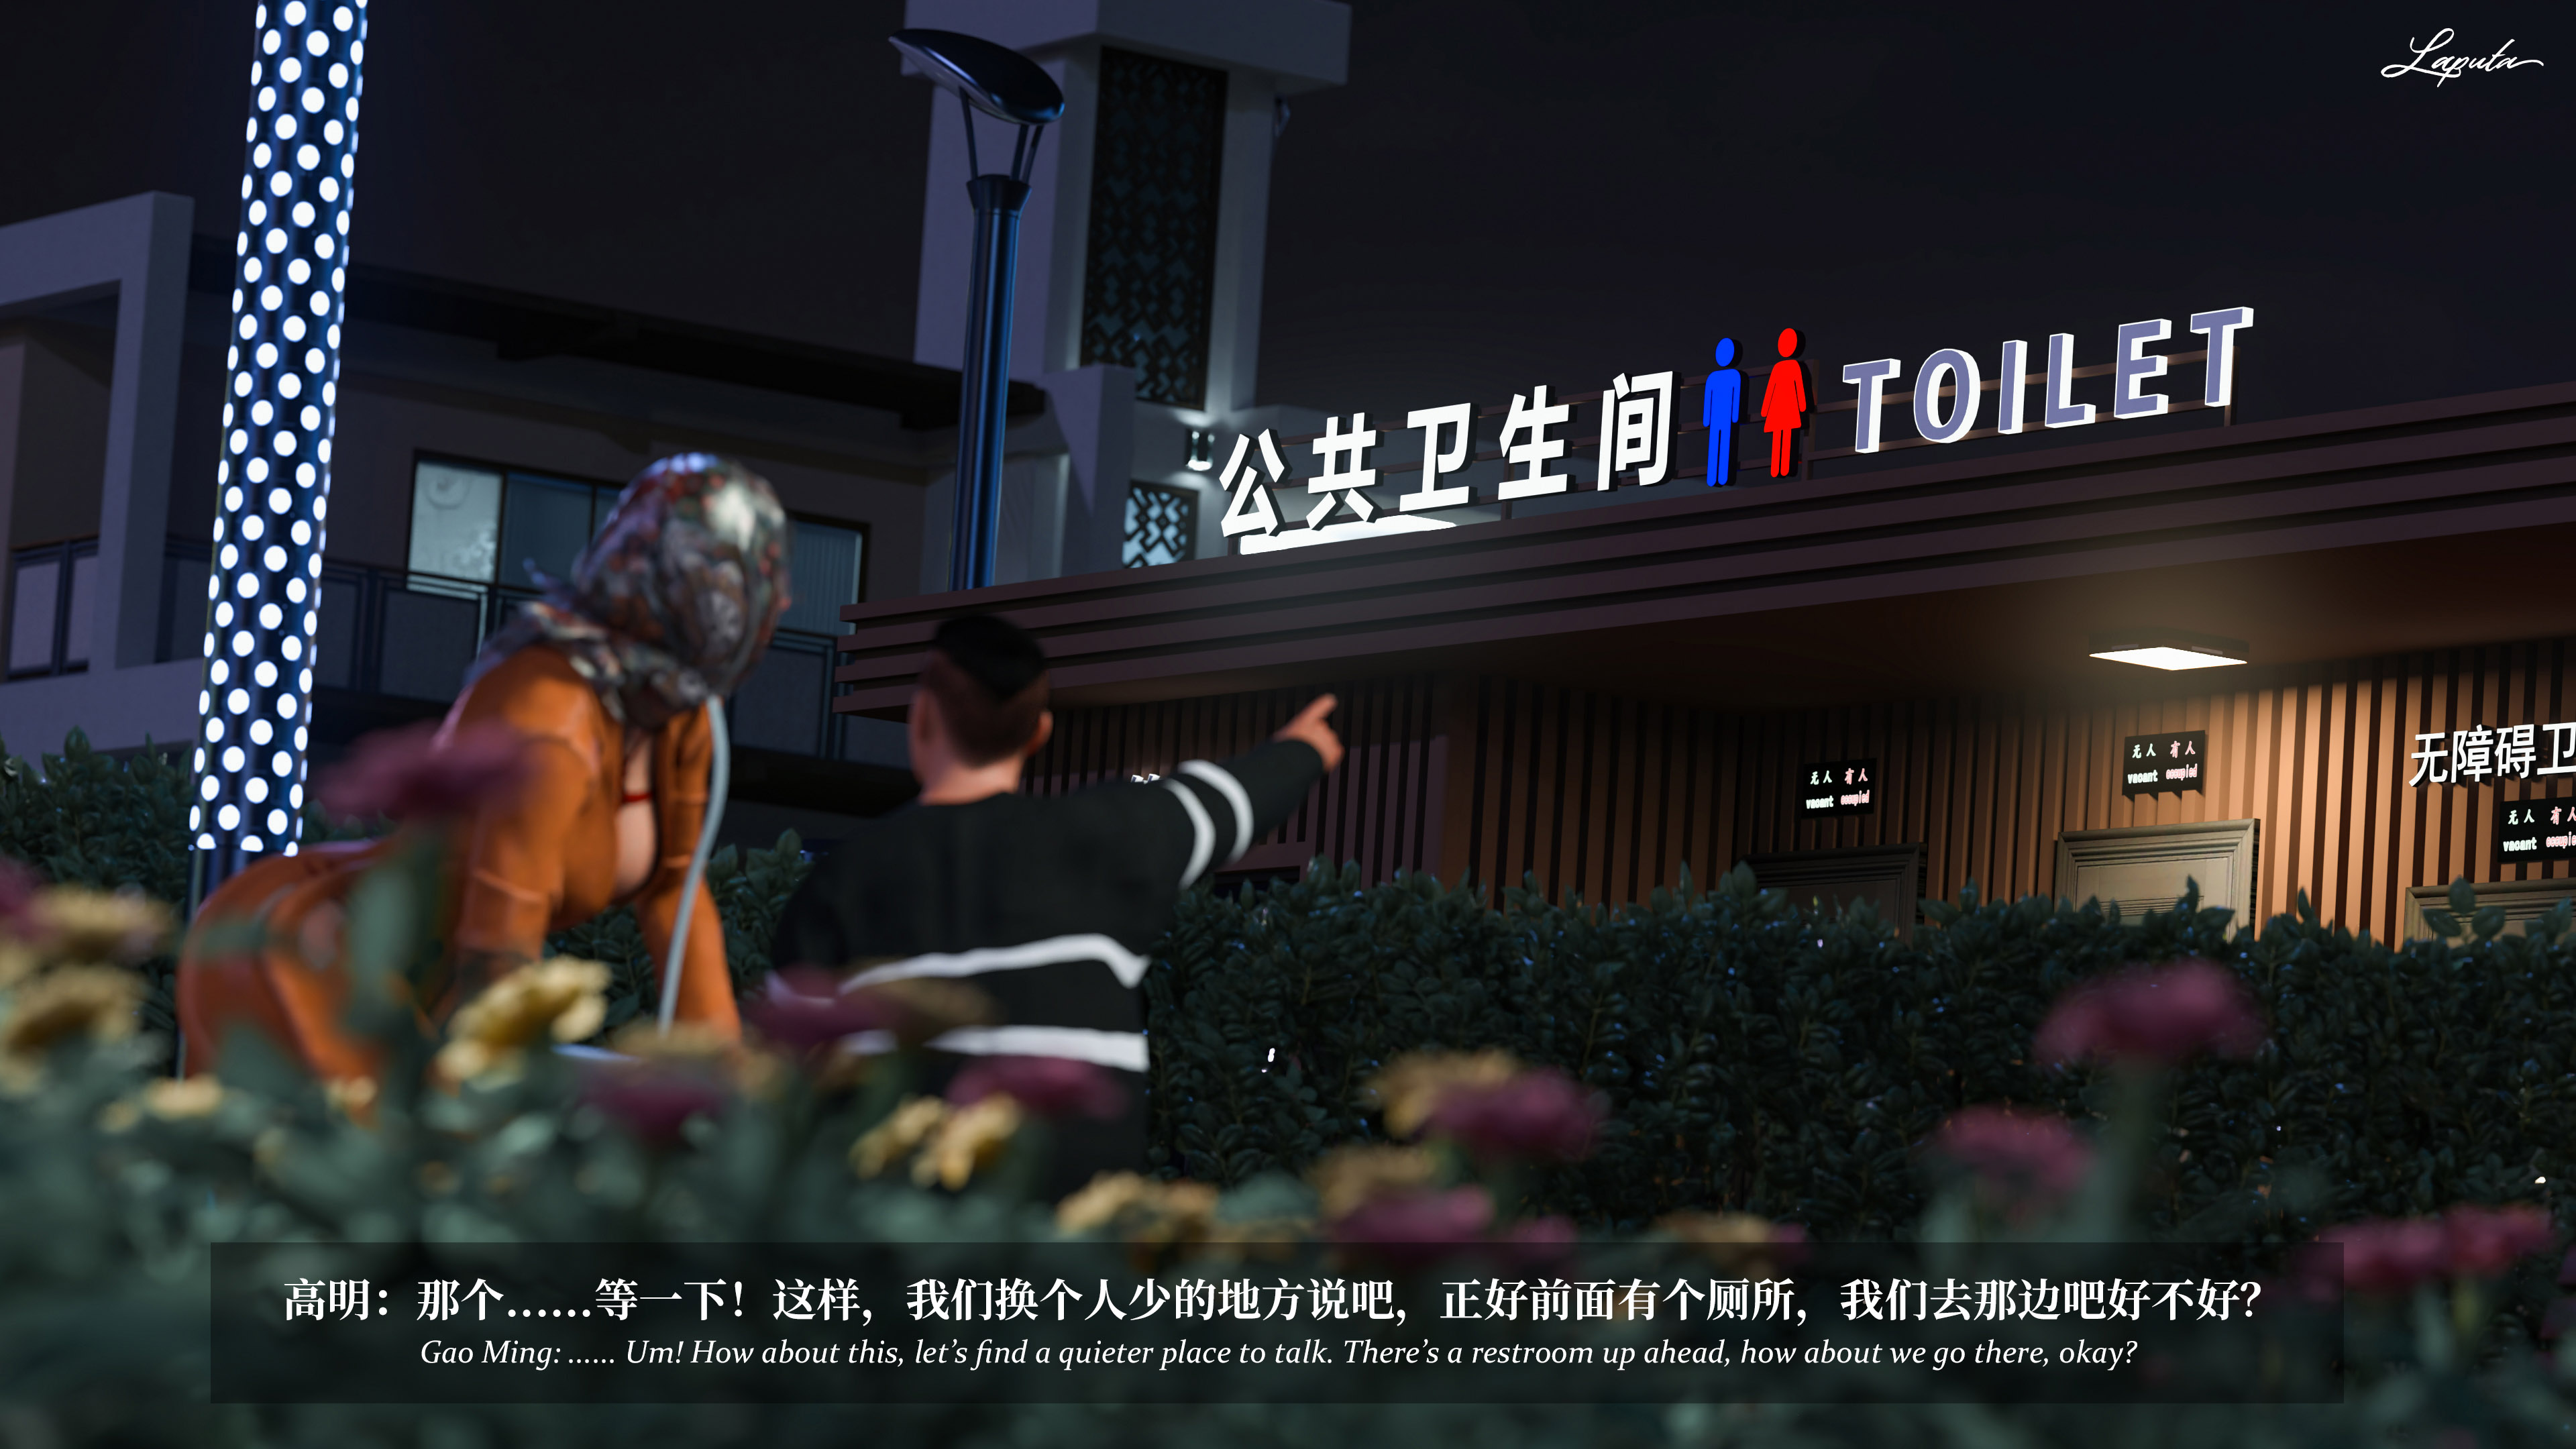 Laputa
公共卫生间 TOILET
无人 有人
vacant occupied
无人 有人
vacant occupied
无障碍卫
无人 有人
vacant occupied
高明：那个……等一下！这样，我们换个人少的地方说吧，正好前面有个厕所，我们去那边吧好不好？
Gao Ming: ...... Um! How about this, let's find a quieter place to talk. There's a restroom up ahead, how about we go there, okay?